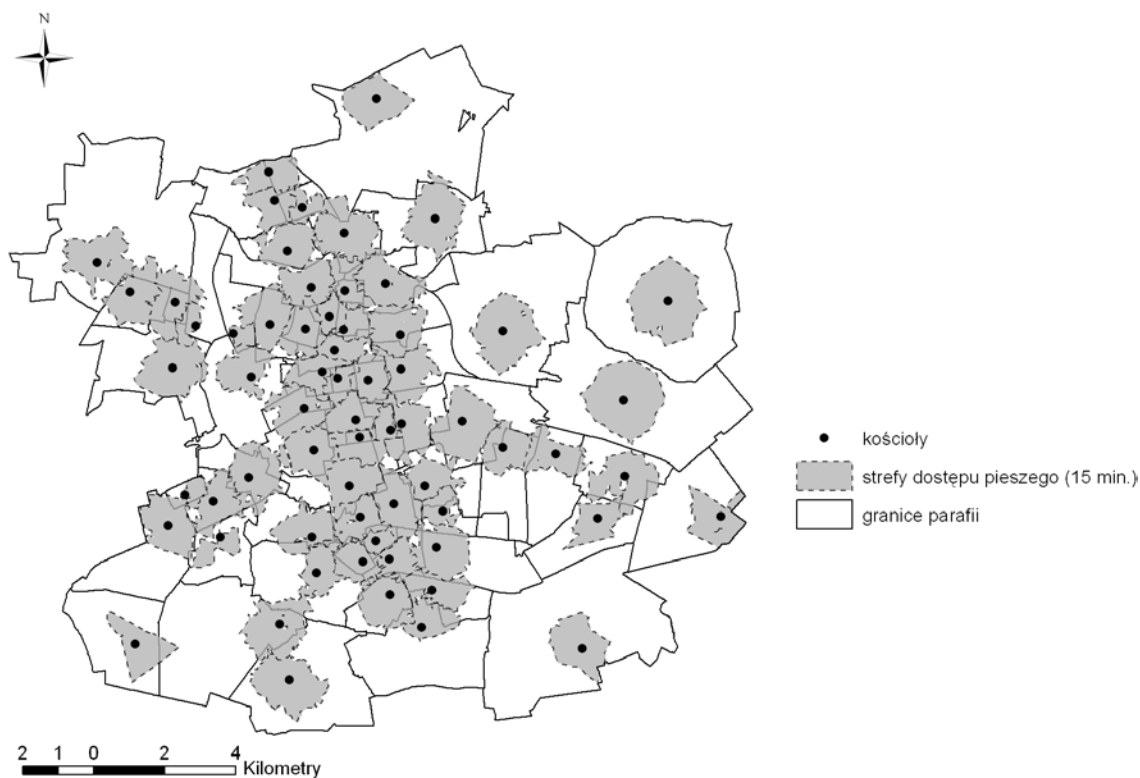 N
kościoły
strefy dostępu pieszego (15 min.)
granice parafii
2 1 0 2 4
Kilometry